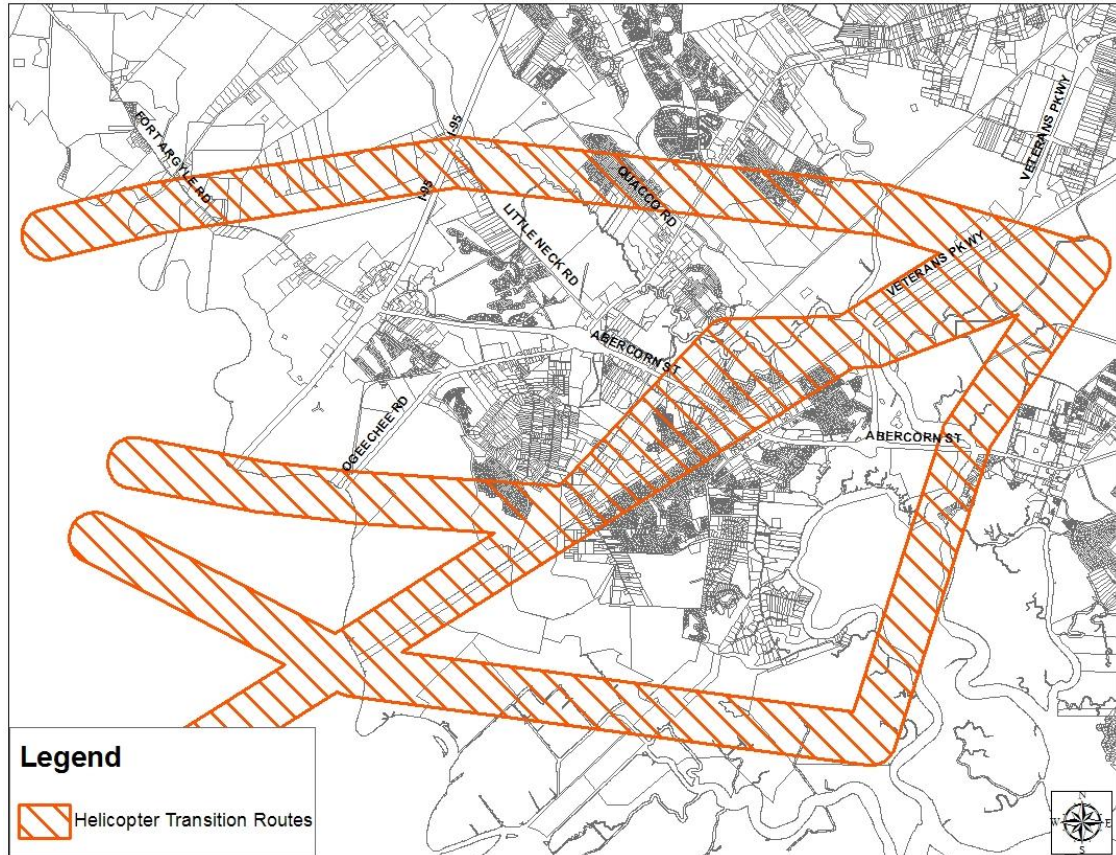 VETERANS PKWY
I-95
FORT ARGYLE RD
I-95
QUACCO RD
LITTLE NECK RD
VETERANS PKWY
ABERCORN ST
OGEECHEE RD
ABERCORN ST
Legend
Helicopter Transition Routes
N
W
E
S